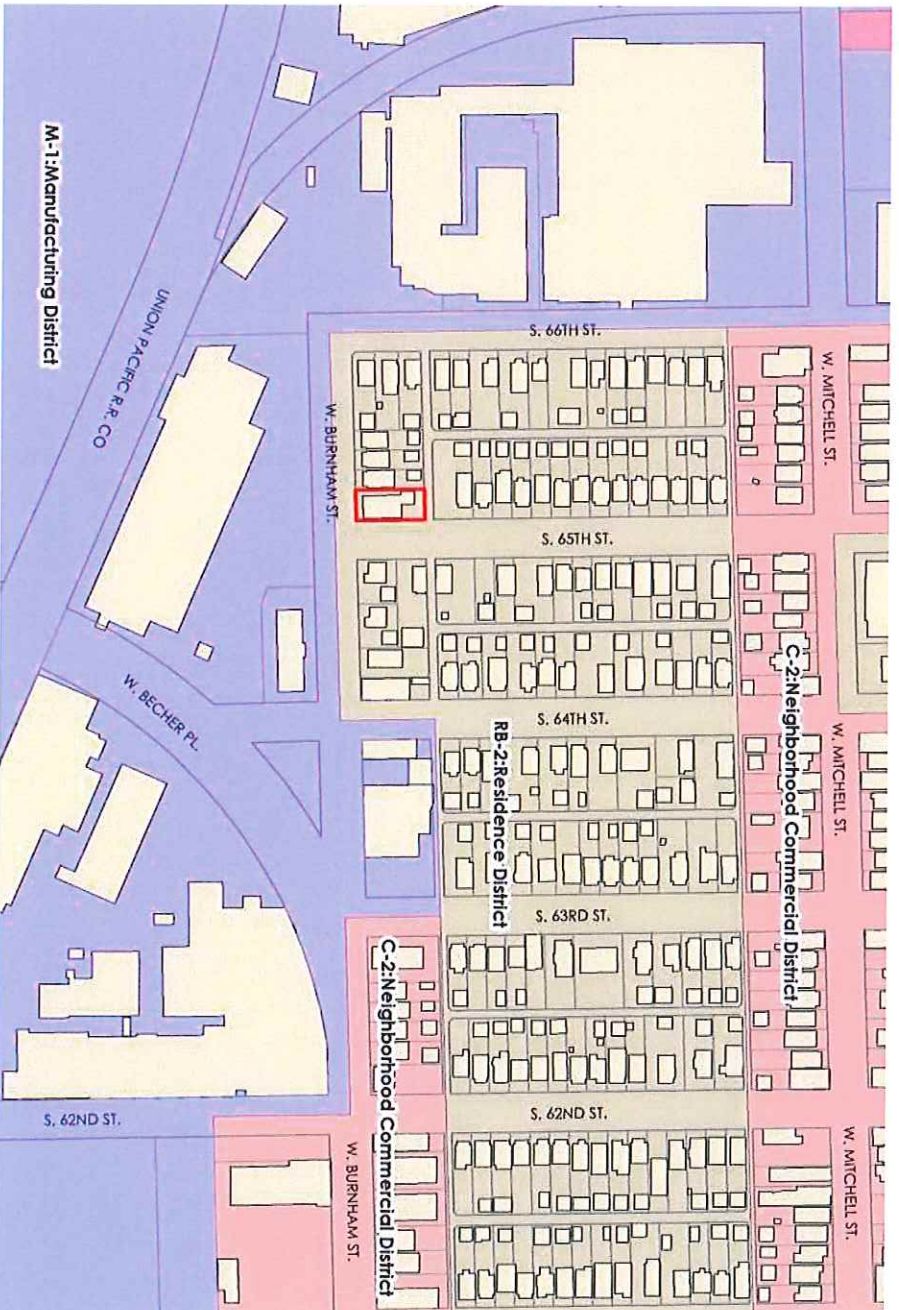 M-1:Manufacturing District
UNION PACIFIC R.R. CO
W. BURNHAM ST.
W. BECHER PL.
S. 66TH ST.
S. 65TH ST.
S. 64TH ST.
S. 63RD ST.
S. 62ND ST.
S. 62ND ST.
W. MITCHELL ST.
W. MITCHELL ST.
W. MITCHELL ST.
C-2:Neighborhood Commercial District
RB-2:Residence District
C-2:Neighborhood Commercial District
W. BURNHAM ST.